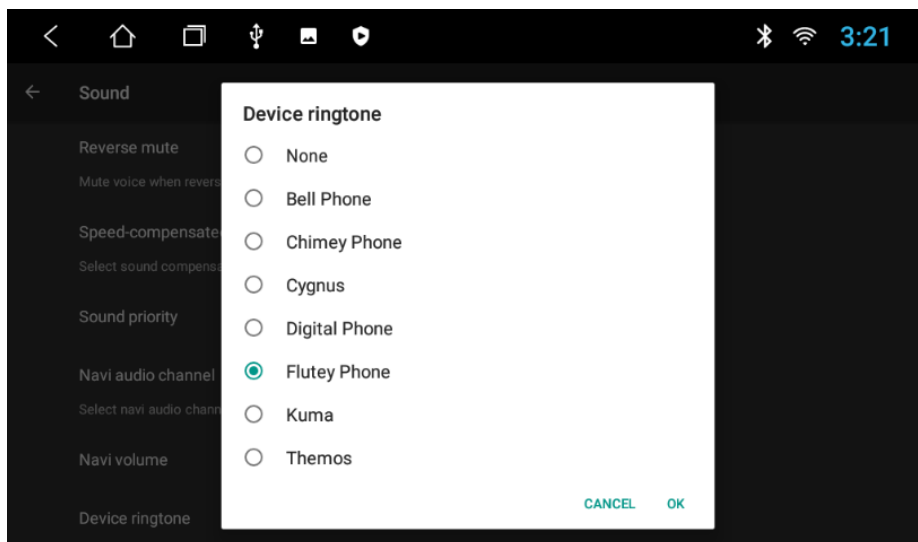 3:21
Sound
Device ringtone
Reverse mute
None
Mute voice when revers
Bell Phone
Speed-compensate
Chimey Phone
Select sound compensa
Cygnus
Sound priority
Digital Phone
Navi audio channel
Flutey Phone
Select navi audio chann
Kuma
Navi volume
Themos
CANCEL OK
Device ringtone